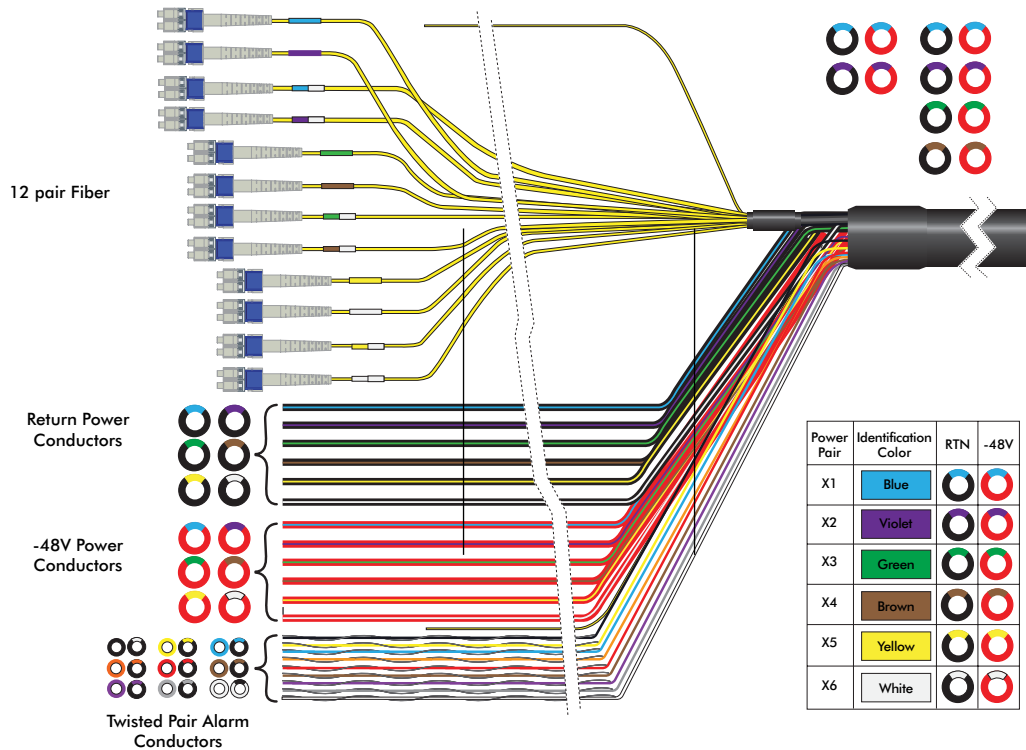 12 pair Fiber
Return Power
Conductors
-48V Power
Conductors
Twisted Pair Alarm
Conductors
Power
Pair
Identification
Color
RTN
-48V
X1
Blue
X2
Violet
X3
Green
X4
Brown
X5
Yellow
X6
White